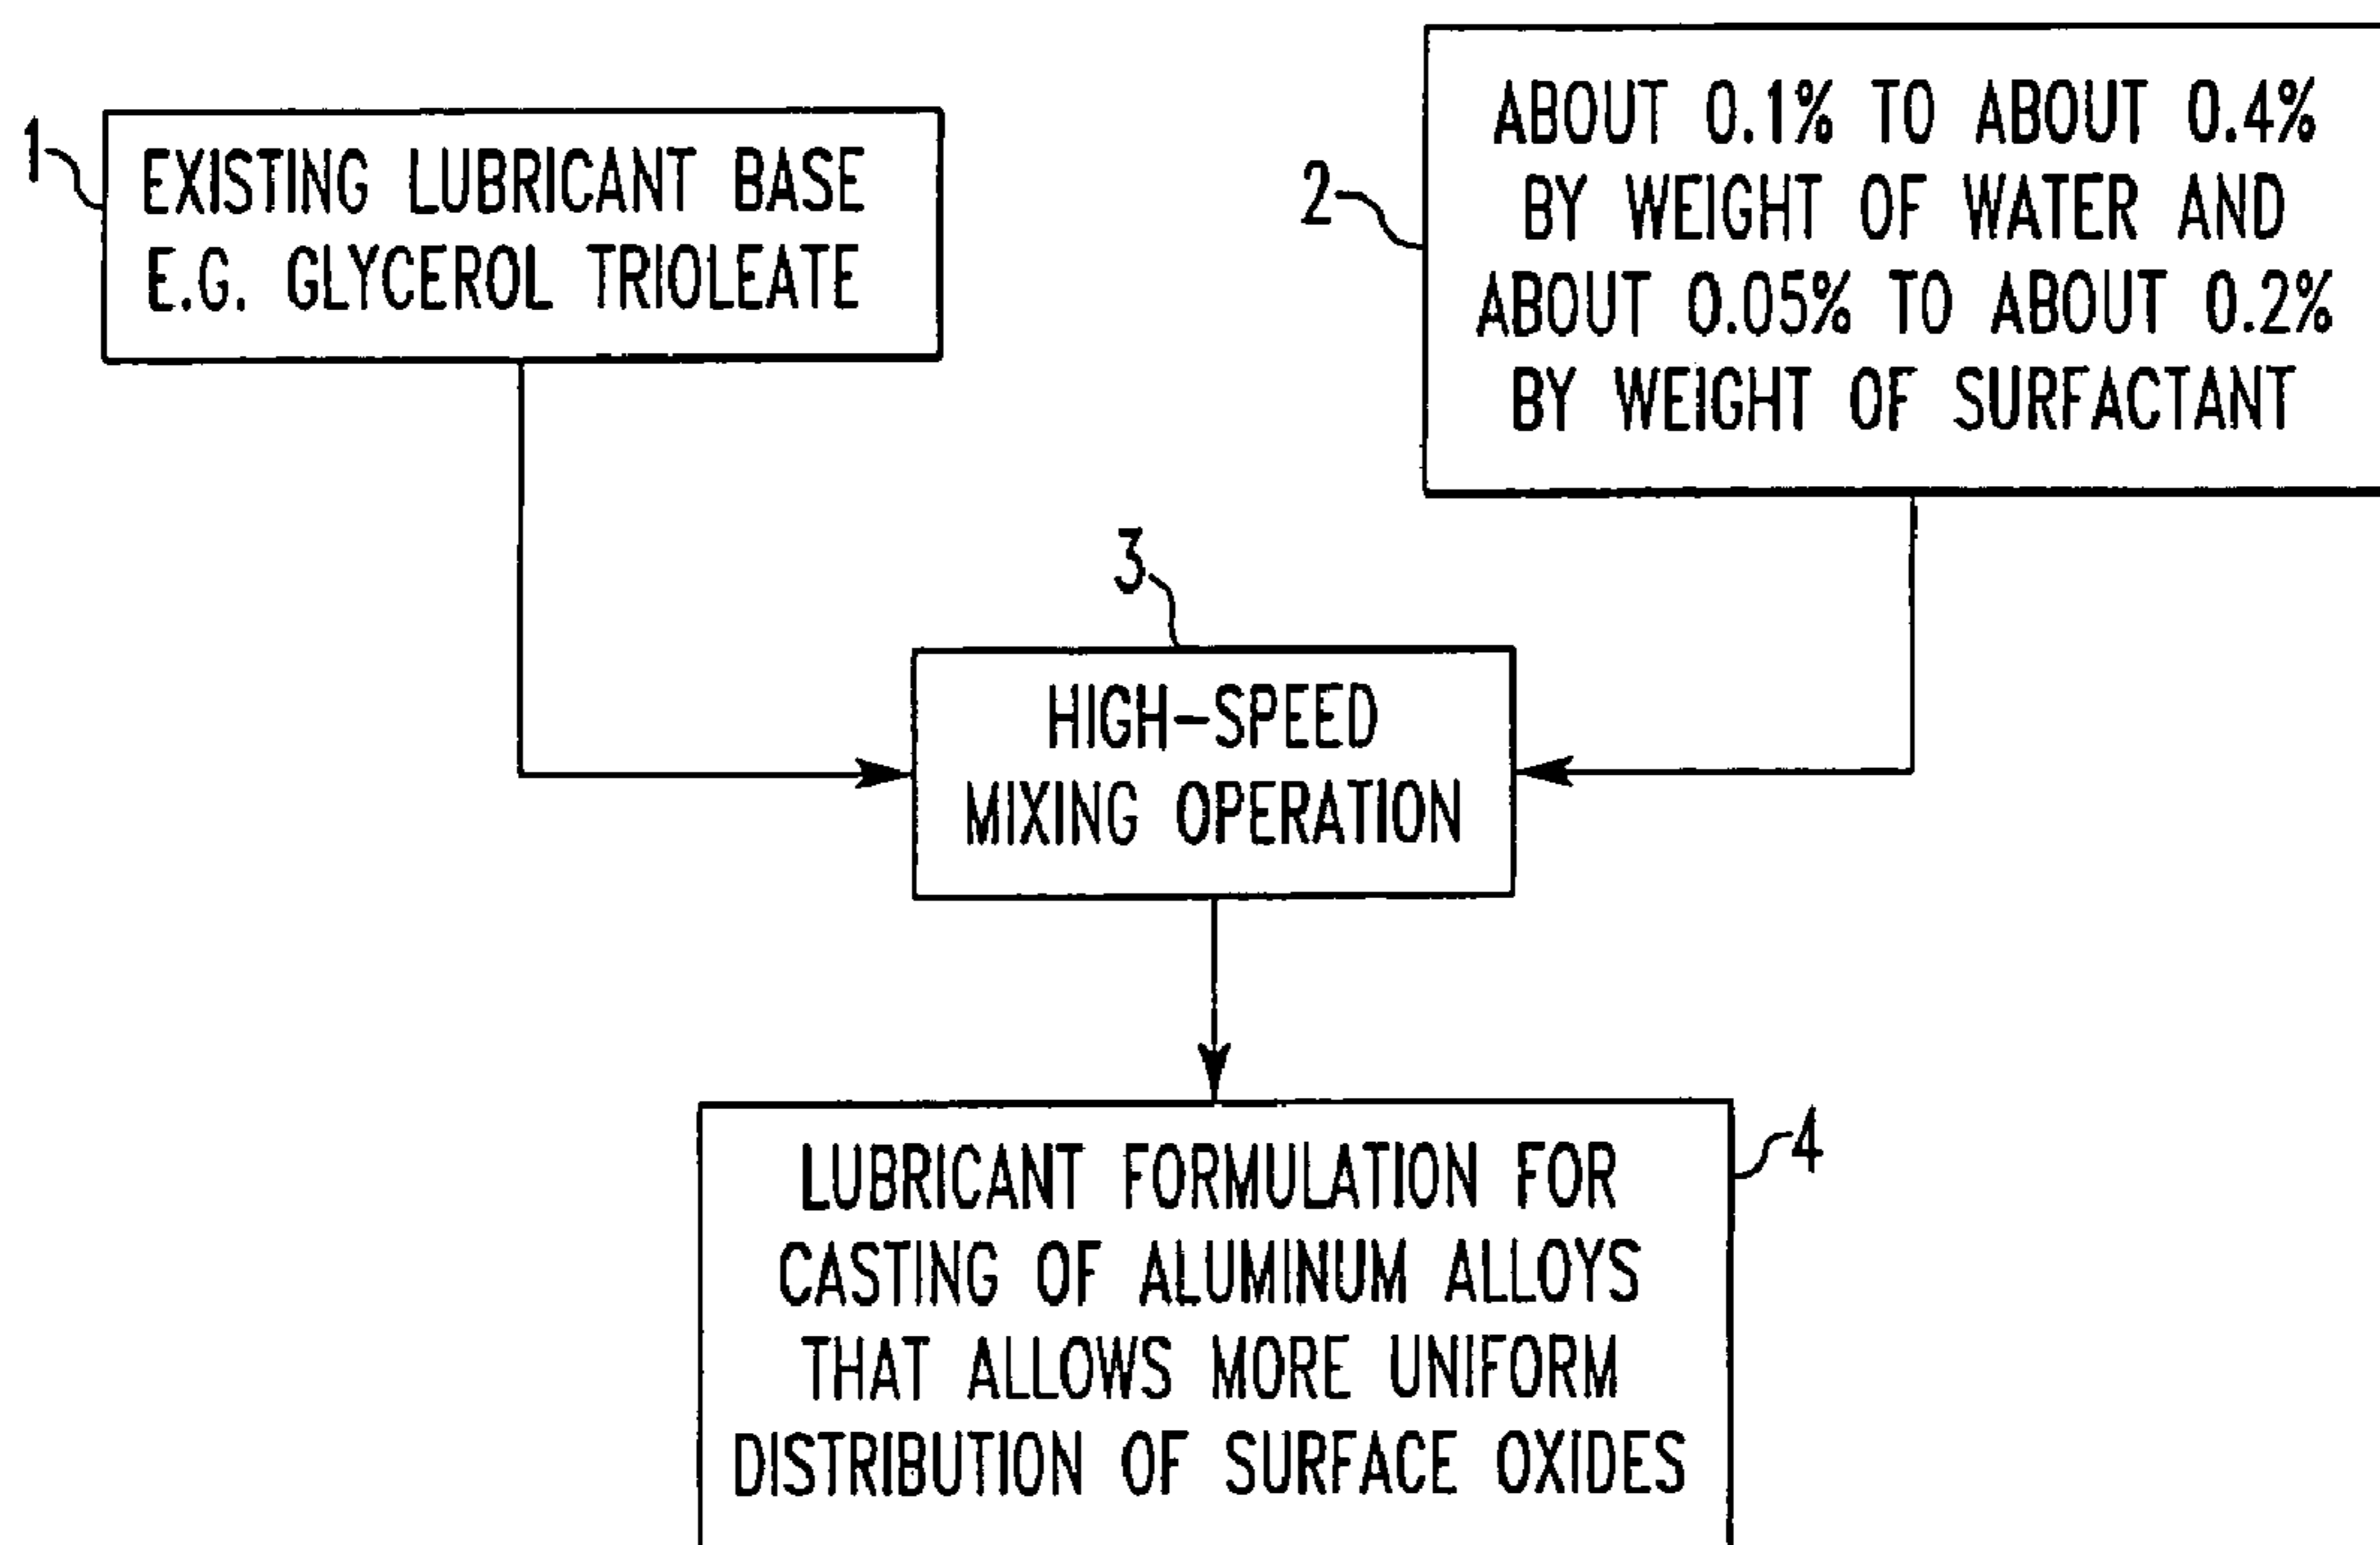 1
EXISTING LUBRICANT BASE
E.G. GLYCEROL TRIOLEATE
2
ABOUT 0.1% TO ABOUT 0.4%
BY WEIGHT OF WATER AND
ABOUT 0.05% TO ABOUT 0.2%
BY WEIGHT OF SURFACTANT
3
HIGH-SPEED
MIXING OPERATION
4
LUBRICANT FORMULATION FOR
CASTING OF ALUMINUM ALLOYS
THAT ALLOWS MORE UNIFORM
DISTRIBUTION OF SURFACE OXIDES